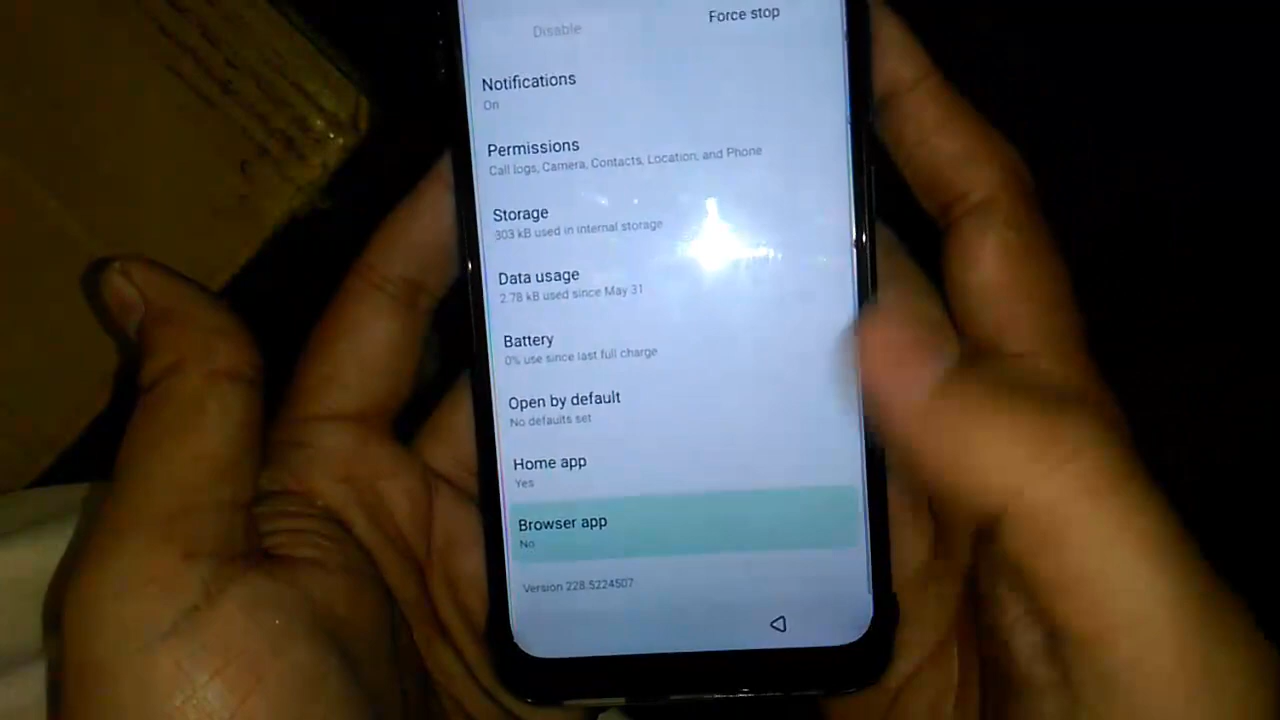 Disable
Force stop
Notifications
On
Permissions
Call logs, Camera, Contacts, Location, and Phone
Storage
303 kB used in internal storage
Data usage
2.78 kB used since May 31
Battery
0% use since last full charge
Open by default
No defaults set
Home app
Yes
Browser app
No
Version 228.5224507